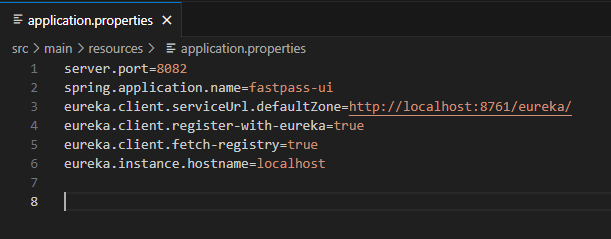 application.properties
src > main > resources > application.properties
1 server.port=8082
2 spring.application.name=fastpass-ui
3 eureka.client.serviceUrl.defaultZone=http://localhost:8761/eureka/
4 eureka.client.register-with-eureka=true
5 eureka.client.fetch-registry=true
6 eureka.instance.hostname=localhost
7
8